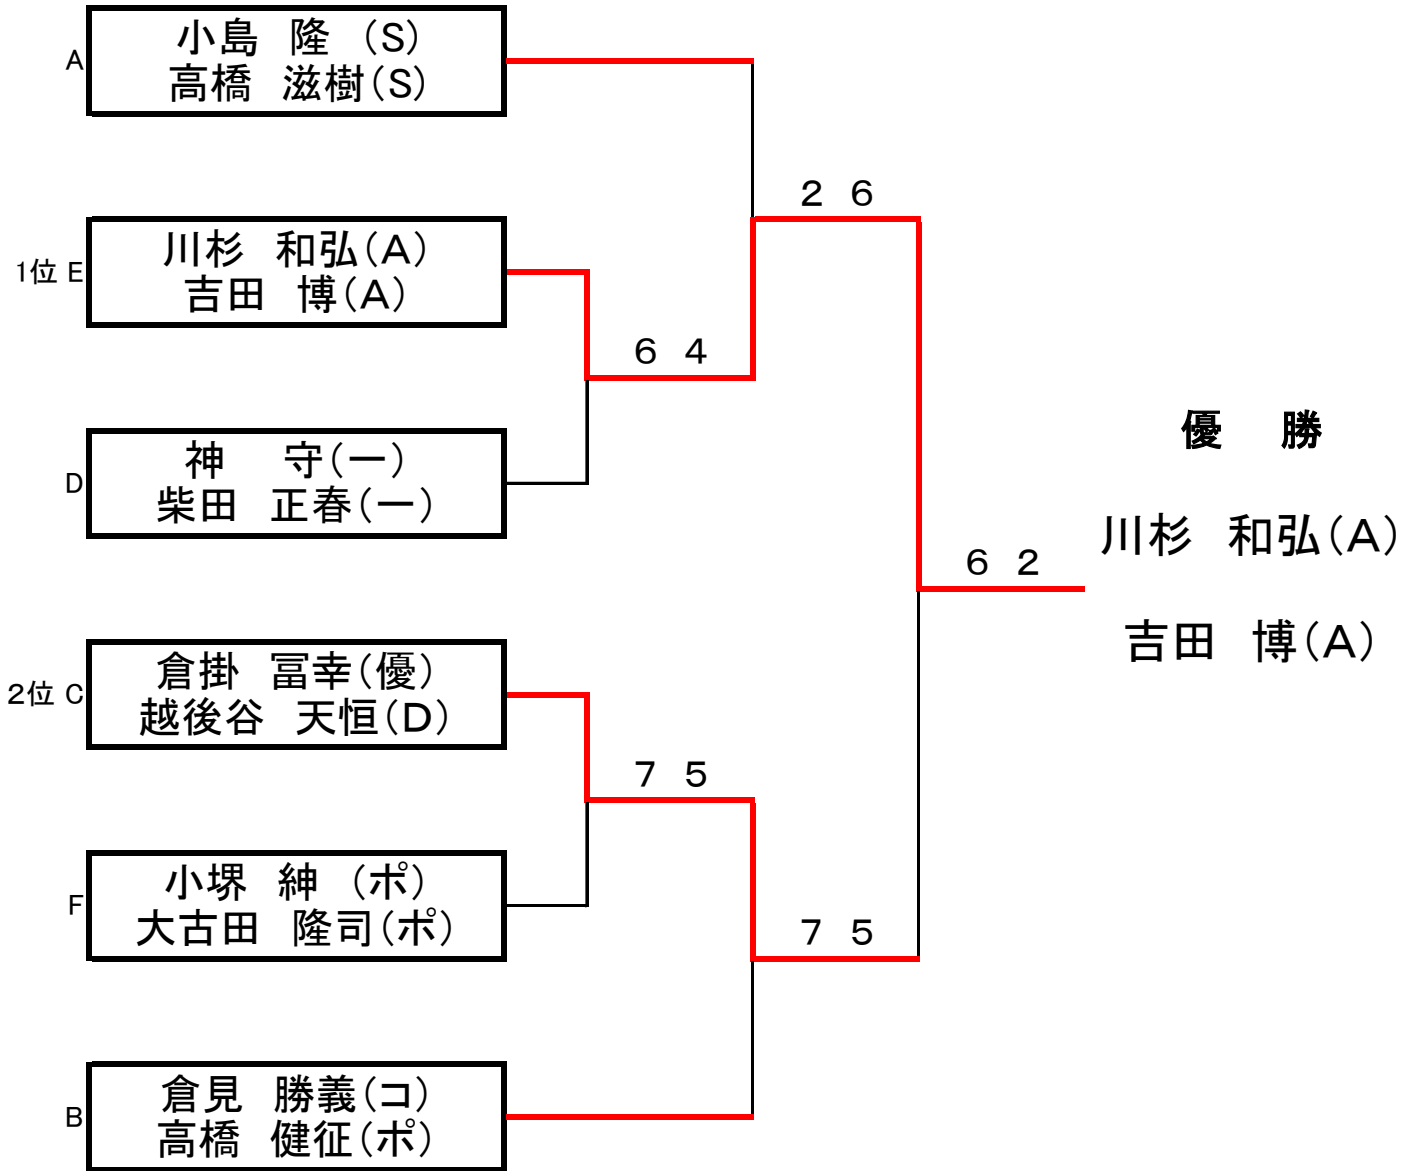 A
小島　隆　(S)
高橋　滋樹(S)
２　６
1位 E
川杉　和弘(A)
吉田　博(A)
６　４
D
神　守(一)
柴田　正春(一)
優　勝
川杉　和弘(A)
６　２
吉田　博(A)
2位 C
倉掛　冨幸(優)
越後谷　天恒(D)
７　５
F
小堺　紳　(ポ)
大古田　隆司(ポ)
７　５
B
倉見　勝義(コ)
高橋　健征(ポ)